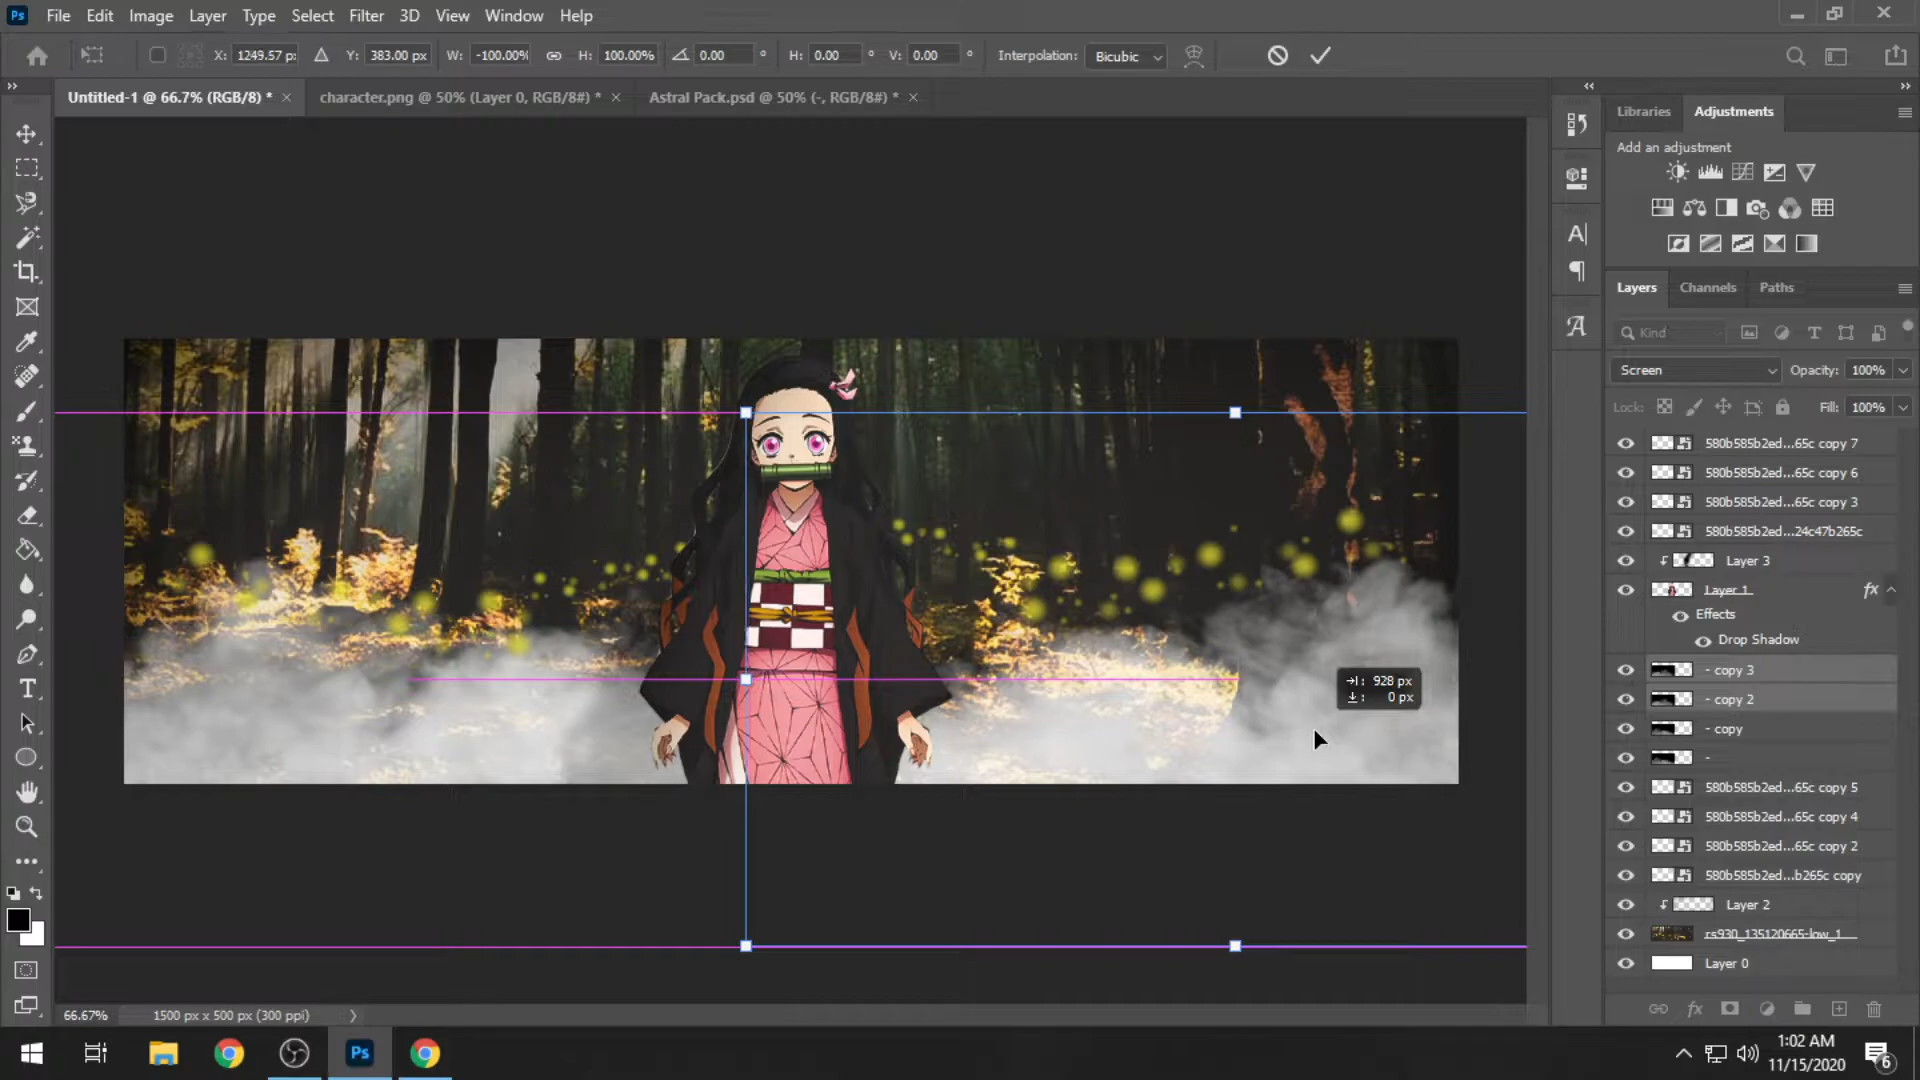 Ps File Edit Image Layer Type Select Filter 3D View Window Help
X: 1249.57 p: Y: 383.00 px W: -100.00% H: 100.00% 0.00 ° H: 0.00 ° V: 0.00 ° Interpolation: Bicubic
Untitled-1 @ 66.7% (RGB/8) * character.png @ 50% (Layer 0, RGB/8#) * Astral Pack.psd @ 50% (-, RGB/8#) *
Libraries Adjustments
Add an adjustment
Layers Channels Paths
Kind
Screen Opacity: 100%
Lock: Fill: 100%
580b585b2ed...65c copy 7
580b585b2ed...65c copy 6
580b585b2ed...65c copy 3
580b585b2ed...24c47b265c
Layer 3
Layer 1 fx
Effects
Drop Shadow
- copy 3
- copy 2
- copy
-
580b585b2ed...65c copy 5
580b585b2ed...65c copy 4
580b585b2ed...65c copy 2
580b585b2ed...b265c copy
Layer 2
rs930_135120665-low_1
Layer 0
fx
928 px
0 px
66.67% 1500 px x 500 px (300 ppi)
Ps
1:02 AM
11/15/2020
6